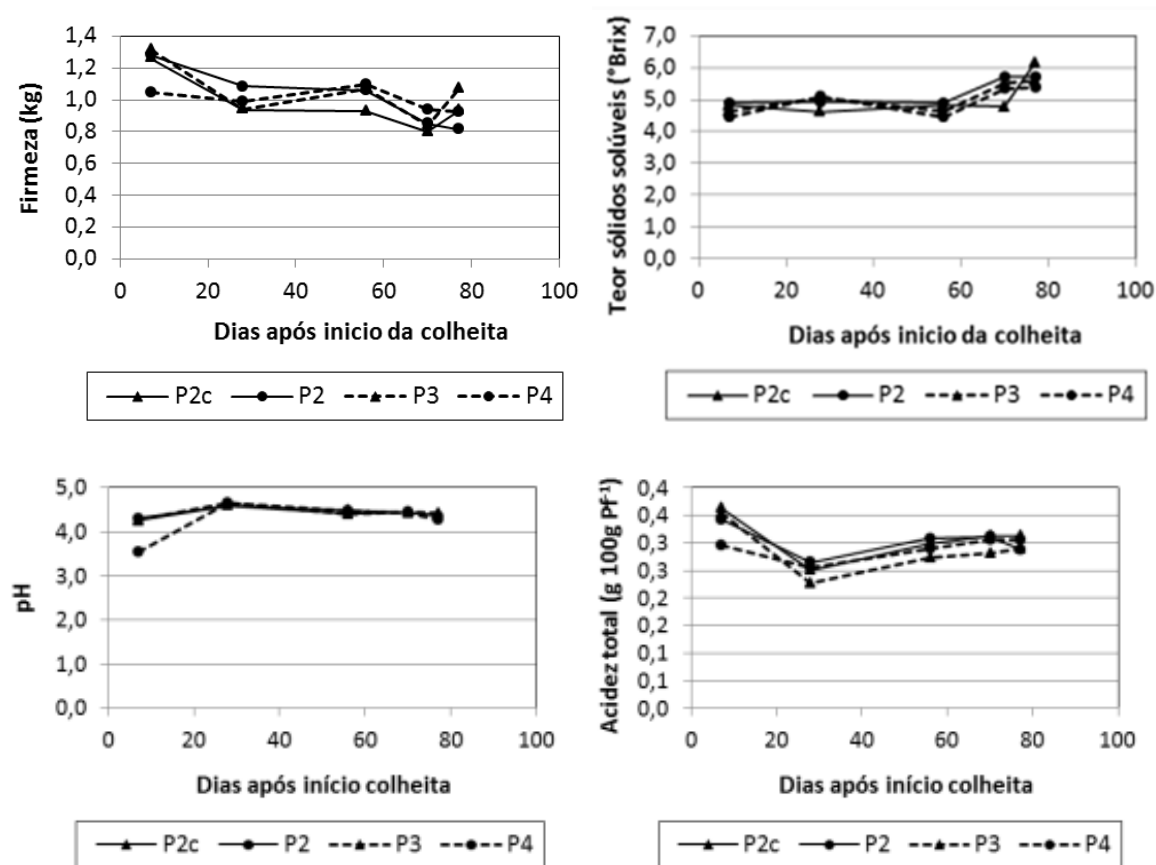 Firmeza (kg)
1,4
1,2
1,0
0,8
0,6
0,4
0,2
0,0
0 20 40 60 80 100
Dias após inicio da colheita
P2c P2 P3 P4
Teor sólidos solúveis (°Brix)
7,0
6,0
5,0
4,0
3,0
2,0
1,0
0,0
0 20 40 60 80 100
Dias após inicio da colheita
P2c P2 P3 P4
pH
5,0
4,0
3,0
2,0
1,0
0,0
0 20 40 60 80 100
Dias após início colheita
P2c P2 P3 P4
Acidez total (g 100g Pf⁻¹)
0,4
0,4
0,3
0,3
0,2
0,2
0,1
0,1
0,0
0 20 40 60 80 100
Dias após início colheita
P2c P2 P3 P4